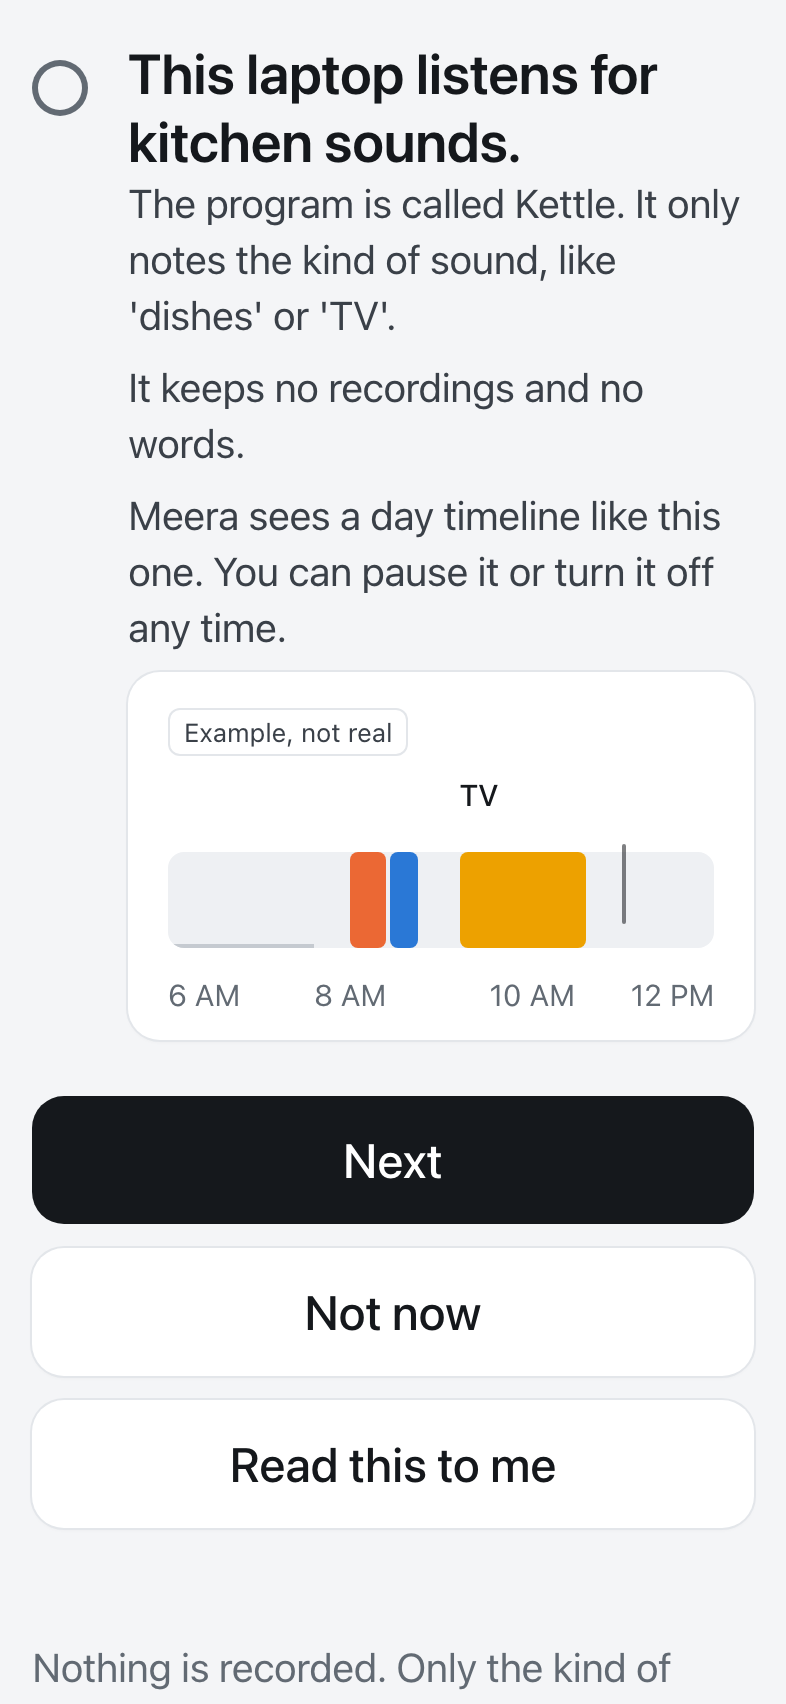 This laptop listens for
kitchen sounds.
The program is called Kettle. It only
notes the kind of sound, like
'dishes' or 'TV'.
It keeps no recordings and no
words.
Meera sees a day timeline like this
one. You can pause it or turn it off
any time.
Example, not real
TV
6 AM 8 AM 10 AM 12 PM
Next
Not now
Read this to me
Nothing is recorded. Only the kind of